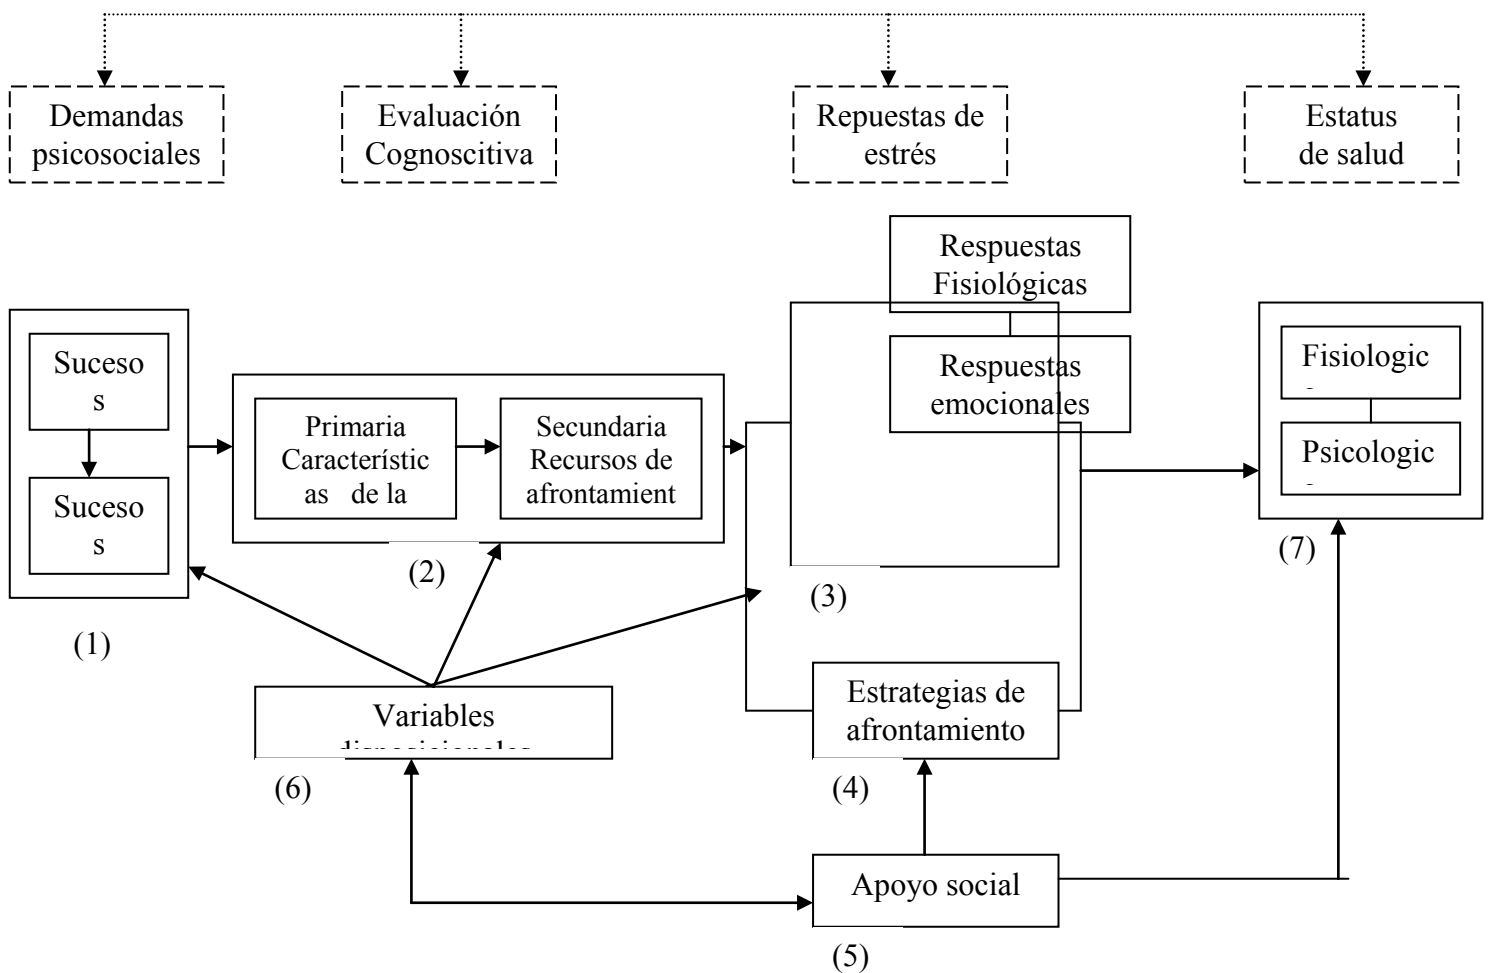 Demandas
psicosociales
Evaluación
Cognoscitiva
Repuestas de
estrés
Estatus
de salud
Respuestas
Fisiológicas
Respuestas
emocionales
Suceso
s
Suceso
s
(1)
Primaria
Característic
as de la
Secundaria
Recursos de
afrontamient
(2)
(3)
Fisiologic
Psicologic
(7)
Variables
(6)
Estrategias de
afrontamiento
(4)
Apoyo social
(5)